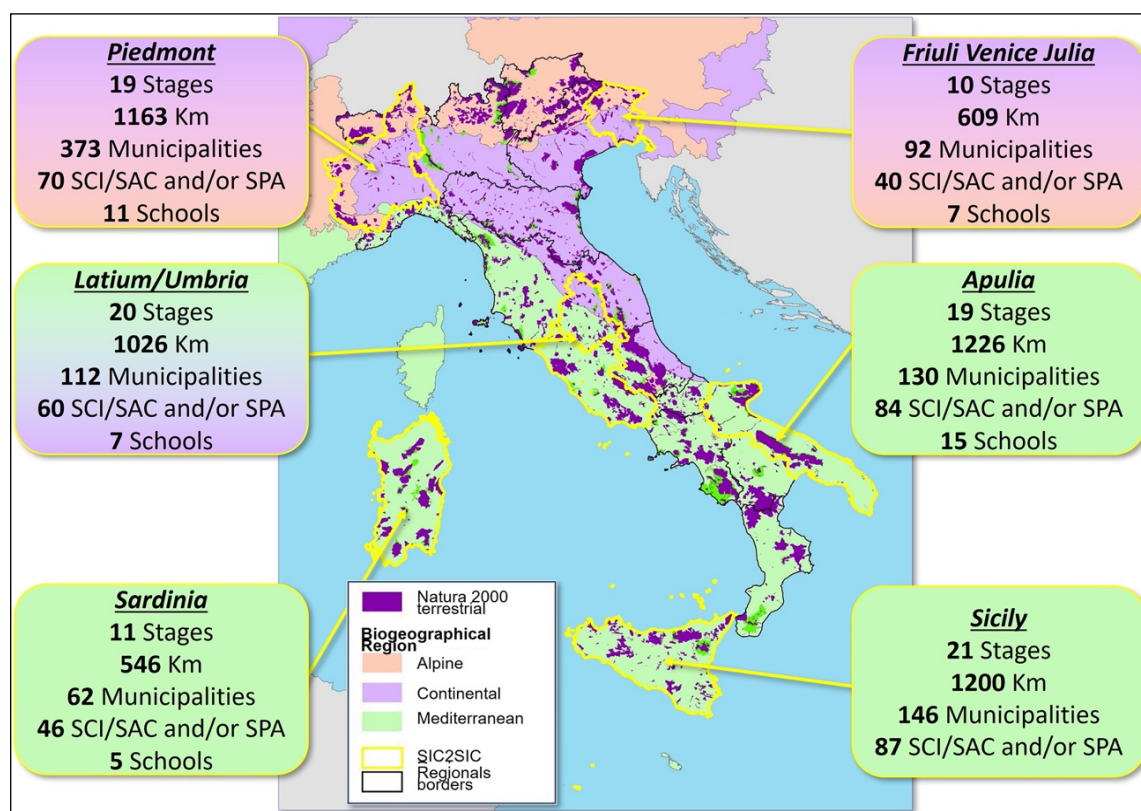 Piedmont
19 Stages
1163 Km
373 Municipalities
70 SCI/SAC and/or SPA
11 Schools
Friuli Venice Julia
10 Stages
609 Km
92 Municipalities
40 SCI/SAC and/or SPA
7 Schools
Latium/Umbria
20 Stages
1026 Km
112 Municipalities
60 SCI/SAC and/or SPA
7 Schools
Apulia
19 Stages
1226 Km
130 Municipalities
84 SCI/SAC and/or SPA
15 Schools
Sardinia
11 Stages
546 Km
62 Municipalities
46 SCI/SAC and/or SPA
5 Schools
Natura 2000
terrestrial
Biogeographical
Region
Alpine
Continental
Mediterranean
SIC2SIC
Regionals
borders
Sicily
21 Stages
1200 Km
146 Municipalities
87 SCI/SAC and/or SPA